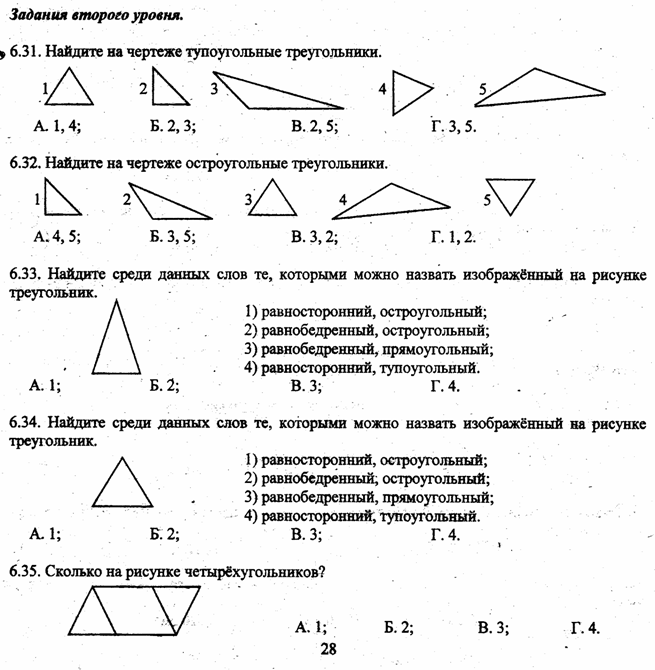 Задания второго уровня.
6.31. Найдите на чертеже тупоугольные треугольники.
1 2 3 4 5
А. 1, 4; Б. 2, 3; В. 2, 5; Г. 3, 5.
6.32. Найдите на чертеже остроугольные треугольники.
1 2 3 4 5
А. 4, 5; Б. 3, 5; В. 3, 2; Г. 1, 2.
6.33. Найдите среди данных слов те, которыми можно назвать изображённый на рисунке
треугольник.
1) равносторонний, остроугольный;
2) равнобедренный, остроугольный;
3) равнобедренный, прямоугольный;
4) равносторонний, тупоугольный.
А. 1; Б. 2; В. 3; Г. 4.
6.34. Найдите среди данных слов те, которыми можно назвать изображённый на рисунке
треугольник.
1) равносторонний, остроугольный;
2) равнобедренный, остроугольный;
3) равнобедренный, прямоугольный;
4) равносторонний, тупоугольный.
А. 1; Б. 2; В. 3; Г. 4.
6.35. Сколько на рисунке четырёхугольников?
А. 1; Б. 2; В. 3; Г. 4.
28